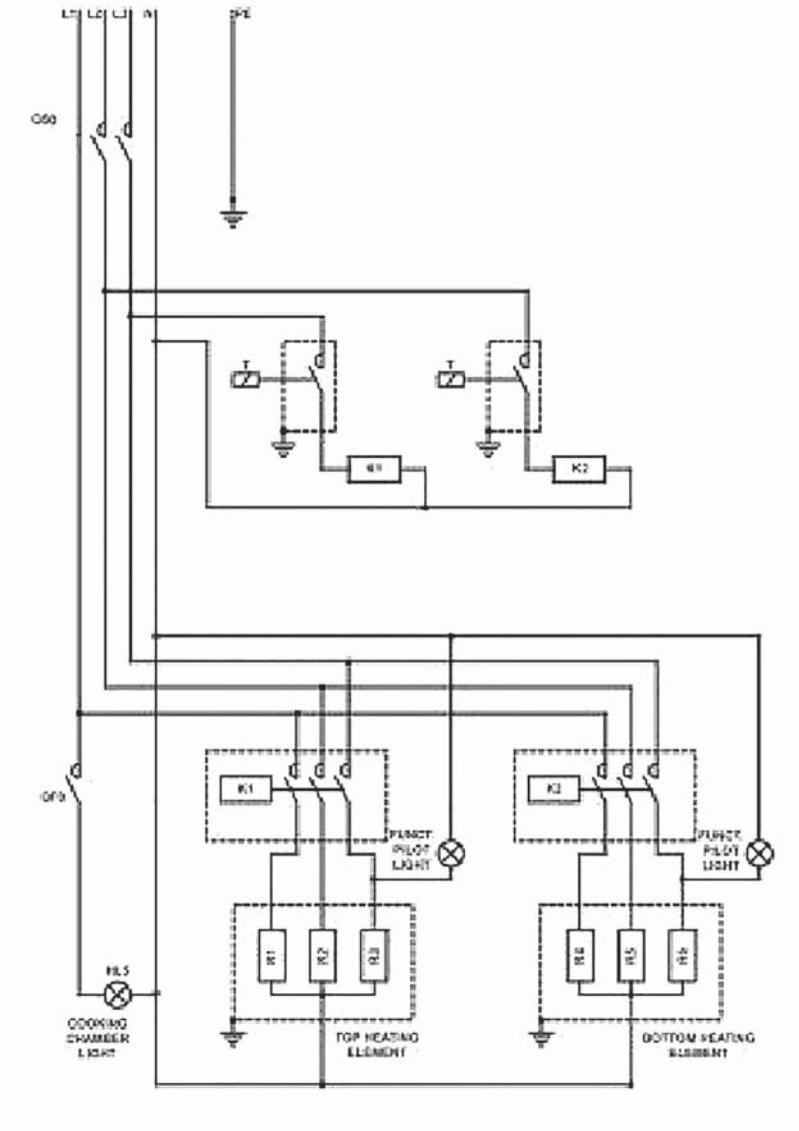 L1 L2 L3 N PE
T
T
K1
K2
K1
K2
FUNCT.
PILOT
LIGHT
FUNCT.
PILOT
LIGHT
R1
R2
R3
R4
R5
R6
HL5
COOKING
CHAMBER
LIGHT
TOP HEATING
ELEMENT
BOTTOM HEATING
ELEMENT